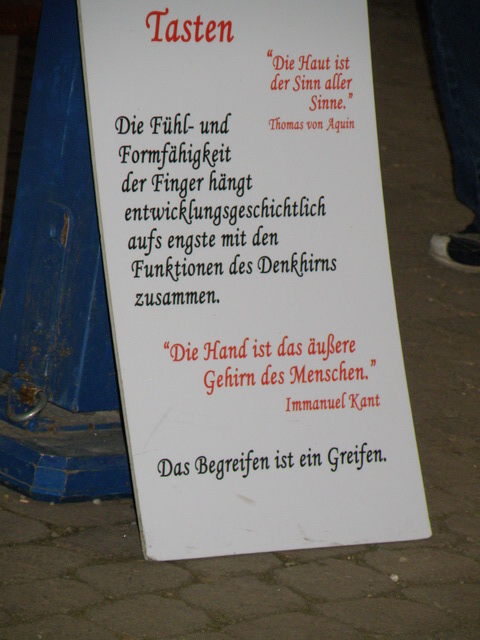 Tasten
“Die Haut ist
der Sinn aller
Sinne.”
Thomas von Aquin
Die Fühl- und
Formfähigkeit
der Finger hängt
entwicklungsgeschichtlich
aufs engste mit den
Funktionen des Denkhirns
zusammen.
“Die Hand ist das äußere
Gehirn des Menschen.”
Immanuel Kant
Das Begreifen ist ein Greifen.